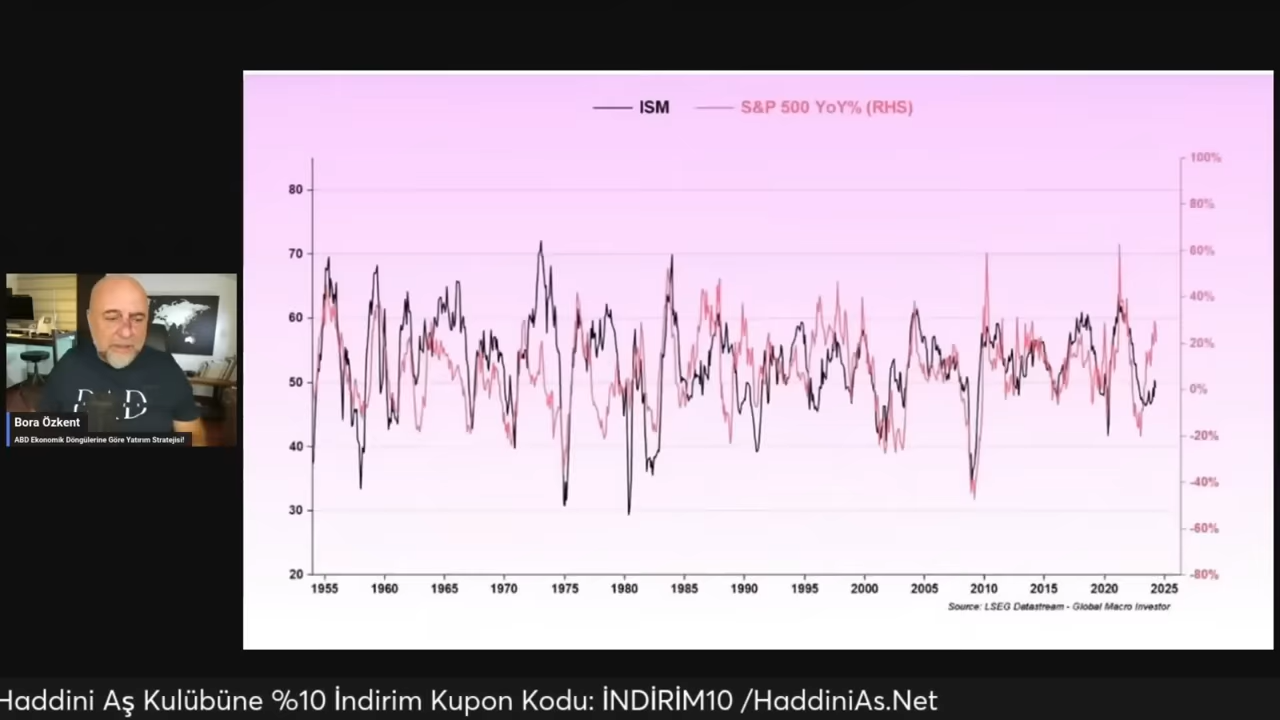 ISM
S&P 500 YoY% (RHS)
100%
80
80%
70
60%
60
40%
20%
50
0%
40
-20%
-40%
30
-60%
20
-80%
1955 1960 1965 1970 1975 1980 1985 1990 1995 2000 2005 2010 2015 2020 2025
Source: LSEG Datastream - Global Macro Investor
Bora Özkent
ABD Ekonomik Döngülerine Göre Yatırım Stratejisi!
Haddini Aş Kulübüne %10 İndirim Kupon Kodu: İNDİRİM10 /HaddiniAs.Net